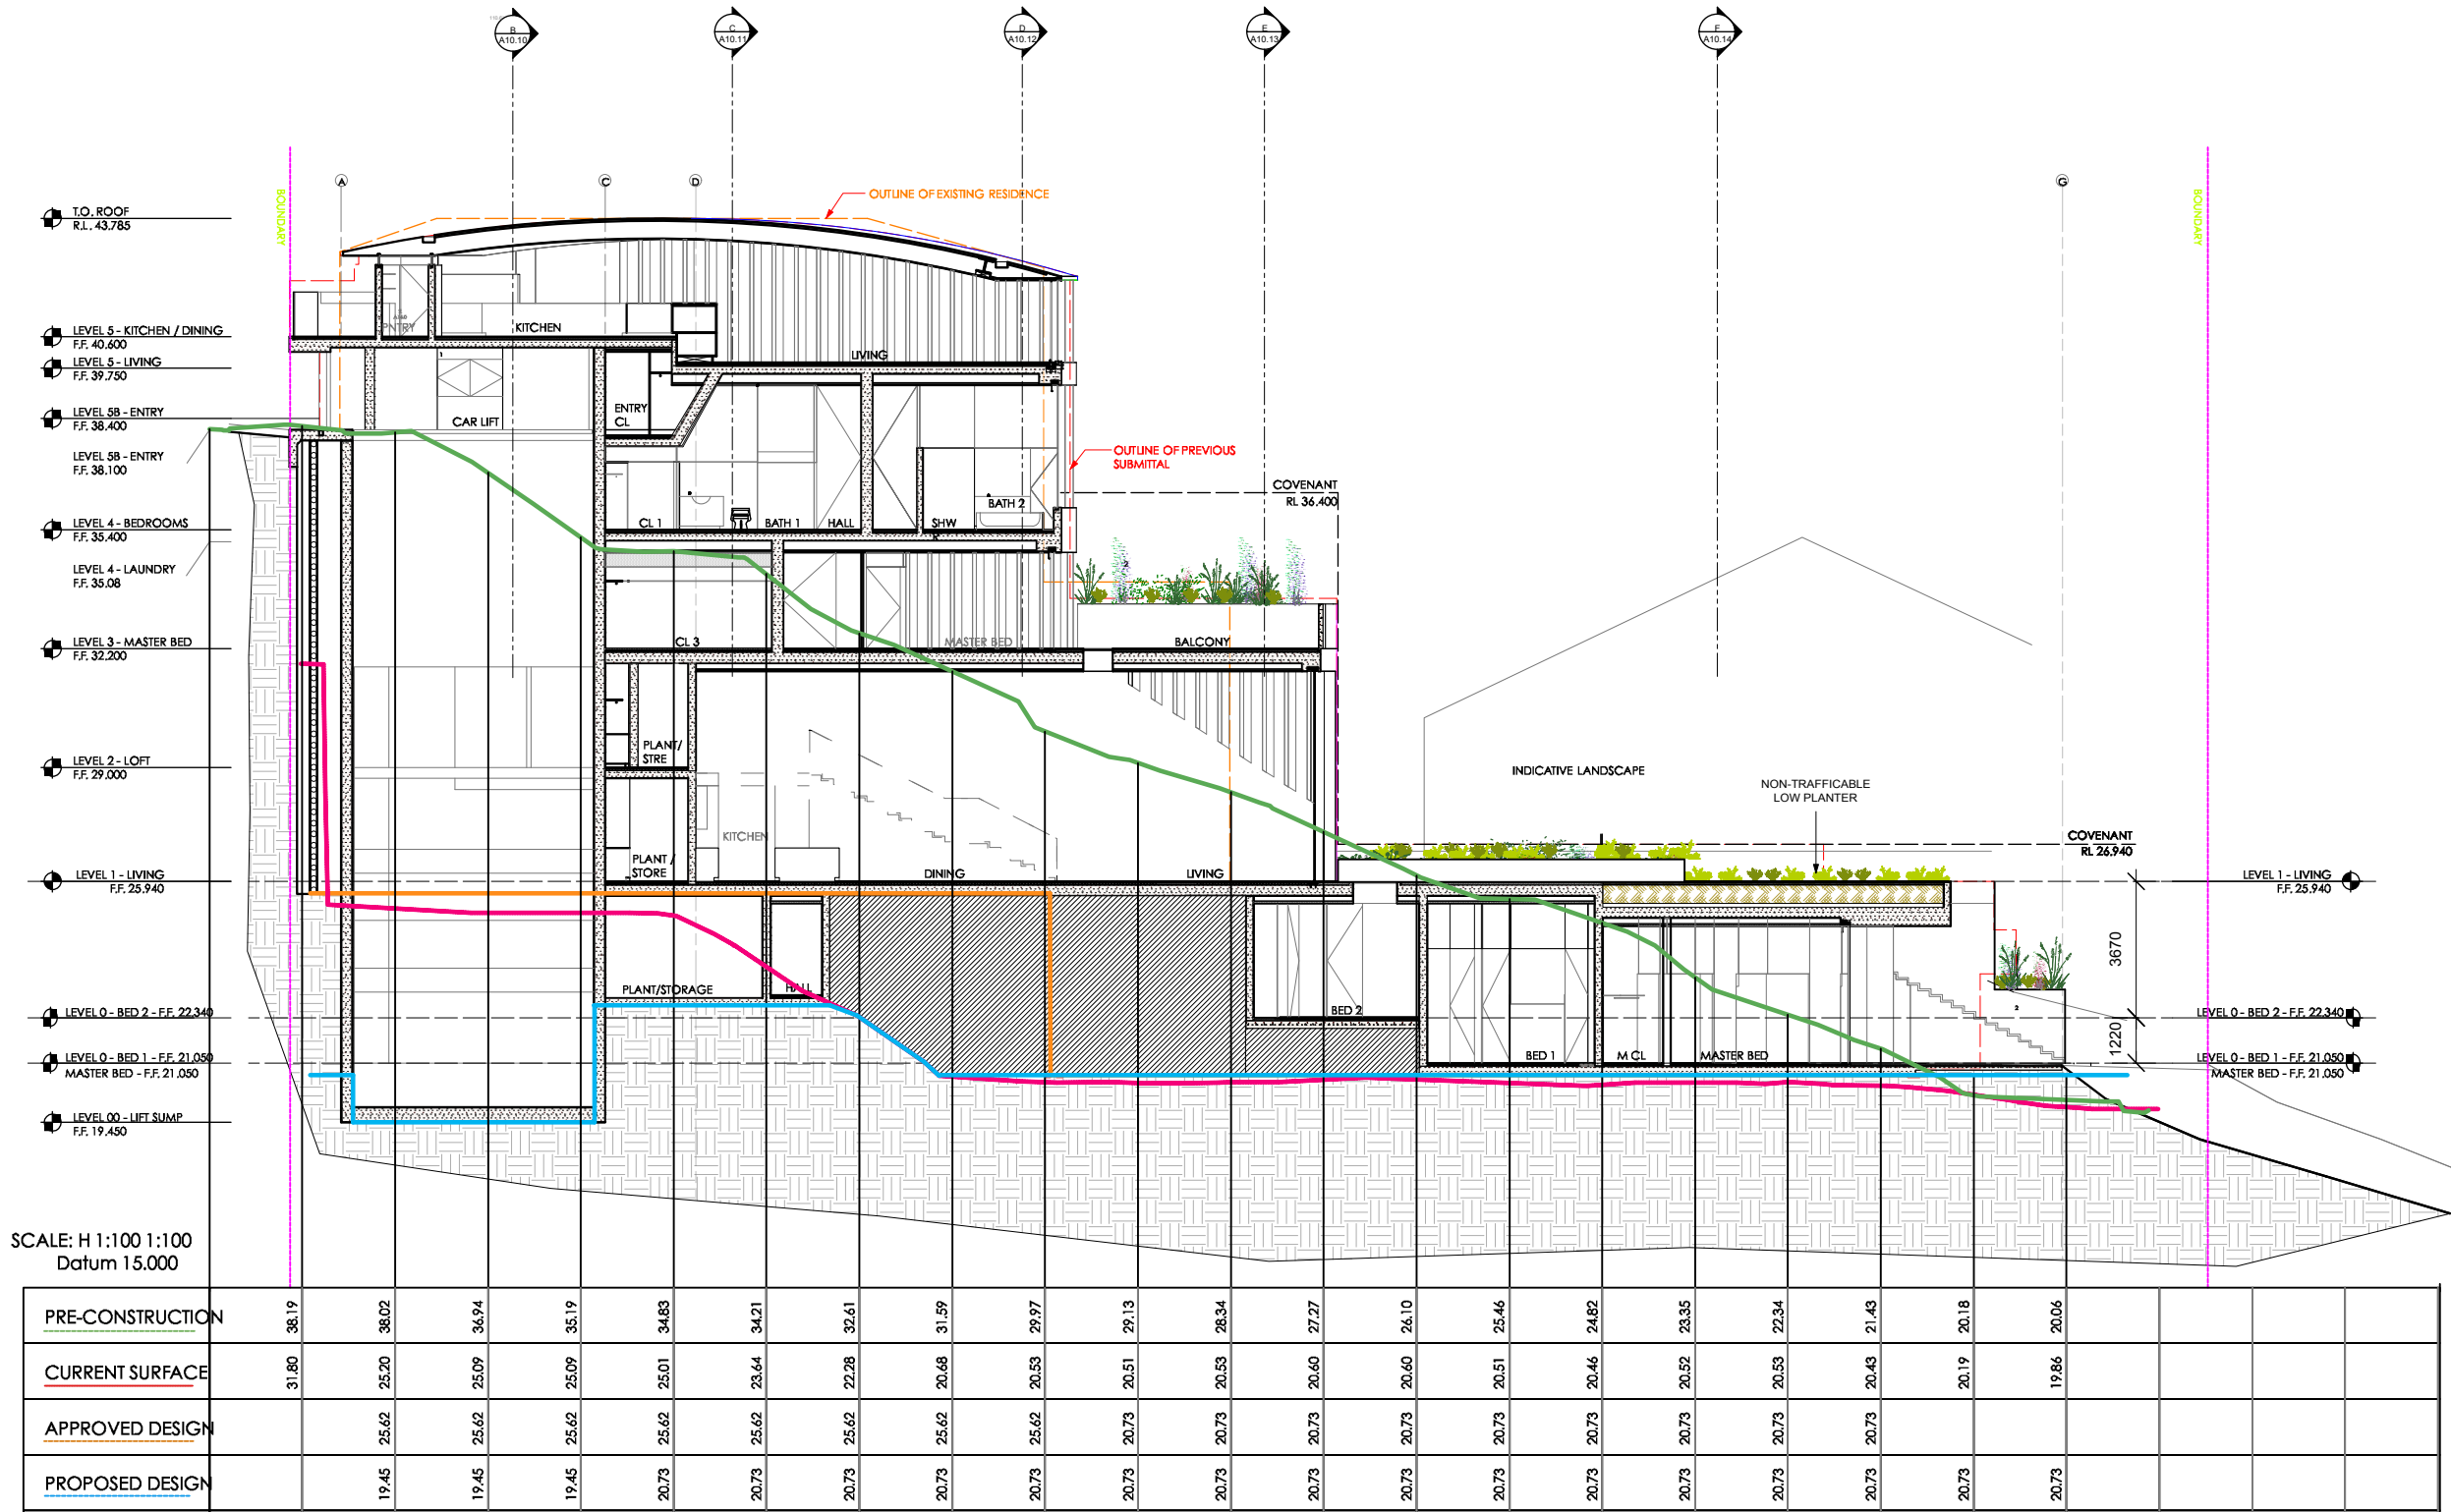 B
A10.10
C
A10.11
D
A10.12
E
A10.13
F
A10.14
A
C
D
G
BOUNDARY
BOUNDARY
OUTLINE OF EXISTING RESIDENCE
T.O. ROOF
R.L. 43.785
LEVEL 5 - KITCHEN / DINING
F.F. 40.600
LEVEL 5 - LIVING
F.F. 39.750
LEVEL 5B - ENTRY
F.F. 38.400
LEVEL 5B - ENTRY
F.F. 38.100
LEVEL 4 - BEDROOMS
F.F. 35.400
LEVEL 4 - LAUNDRY
F.F. 35.08
LEVEL 3 - MASTER BED
F.F. 32.200
LEVEL 2 - LOFT
F.F. 29.000
LEVEL 1 - LIVING
F.F. 25.940
LEVEL 0 - BED 2 - F.F. 22.340
LEVEL 0 - BED 1 - F.F. 21.050
MASTER BED - F.F. 21.050
LEVEL 00 - LIFT SUMP
F.F. 19.450
PNTRY
KITCHEN
LIVING
CAR LIFT
ENTRY
CL
OUTLINE OF PREVIOUS
SUBMITTAL
COVENANT
RL 36.400
CL 1
BATH 1
HALL
SHW
BATH 2
CL 3
MASTER BED
BALCONY
PLANT/
STRE
KITCHEN
PLANT /
STORE
DINING
LIVING
INDICATIVE LANDSCAPE
NON-TRAFFICABLE
LOW PLANTER
COVENANT
RL 26.940
LEVEL 1 - LIVING
F.F. 25.940
3670
1220
PLANT/STORAGE
HALL
BED 2
BED 1
M CL
MASTER BED
LEVEL 0 - BED 2 - F.F. 22.340
LEVEL 0 - BED 1 - F.F. 21.050
MASTER BED - F.F. 21.050
SCALE: H 1:100 1:100
Datum 15.000
PRE-CONSTRUCTION 38.19 38.02 36.94 35.19 34.83 34.21 32.61 31.59 29.97 29.13 28.34 27.27 26.10 25.46 24.82 23.35 22.34 21.43 20.18 20.06
CURRENT SURFACE 31.80 25.20 25.09 25.09 25.01 23.64 22.28 20.68 20.53 20.51 20.53 20.60 20.60 20.51 20.46 20.52 20.53 20.43 20.19 19.86
APPROVED DESIGN 25.62 25.62 25.62 25.62 25.62 25.62 25.62 25.62 20.73 20.73 20.73 20.73 20.73 20.73 20.73 20.73 20.73
PROPOSED DESIGN 19.45 19.45 19.45 20.73 20.73 20.73 20.73 20.73 20.73 20.73 20.73 20.73 20.73 20.73 20.73 20.73 20.73 20.73 20.73